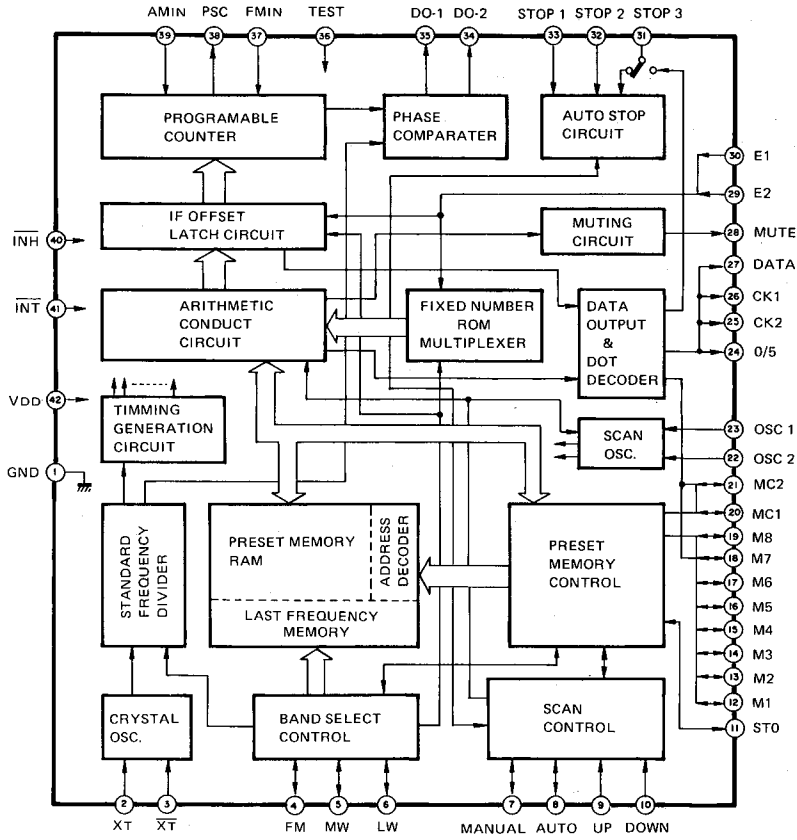 AMIN PSC FMIN TEST DO-1 DO-2 STOP 1 STOP 2 STOP 3
39 38 37 36 35 34 33 32 31
PROGRAMABLE
COUNTER
PHASE
COMPARATER
AUTO STOP
CIRCUIT
30 E1
29 E2
IF OFFSET
LATCH CIRCUIT
MUTING
CIRCUIT
28 MUTE
INH 40
27 DATA
INT 41
ARITHMETIC
CONDUCT
CIRCUIT
FIXED NUMBER
ROM
MULTIPLEXER
DATA
OUTPUT
&
DOT
DECODER
26 CK1
25 CK2
24 0/5
VDD 42
TIMMING
GENERATION
CIRCUIT
SCAN
OSC.
23 OSC 1
22 OSC 2
GND 1
21 MC2
20 MC1
19 M8
18 M7
17 M6
16 M5
15 M4
14 M3
13 M2
12 M1
11 ST0
STANDARD
FREQUENCY
DIVIDER
PRESET MEMORY
RAM
ADDRESS
DECODER
LAST FREQUENCY
MEMORY
PRESET
MEMORY
CONTROL
CRYSTAL
OSC.
BAND SELECT
CONTROL
SCAN
CONTROL
2 3 4 5 6 7 8 9 10
XT XT FM MW LW MANUAL AUTO UP DOWN